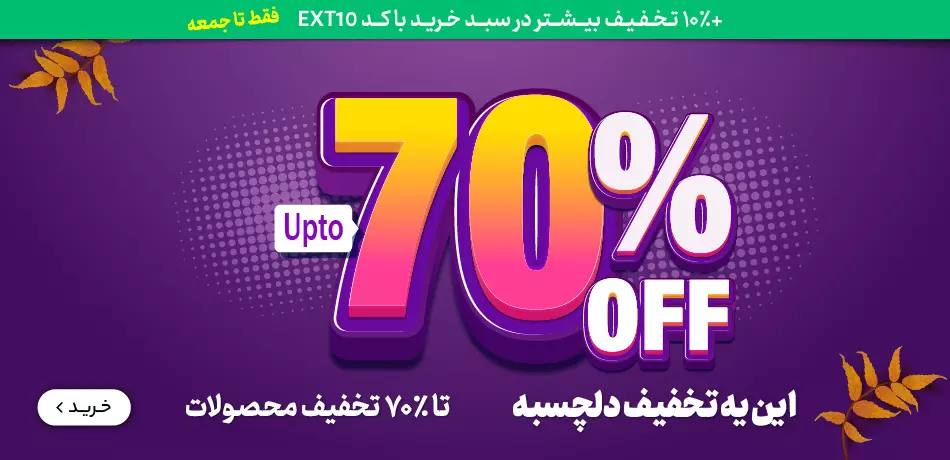 +۱۰٪ تخفیف بیشتر در سبد خرید با کد EXT10 فقط تا جمعه
Upto
70%
OFF
این یه تخفیف دلچسبه
تا ۷۰٪ تخفیف محصولات
خرید >